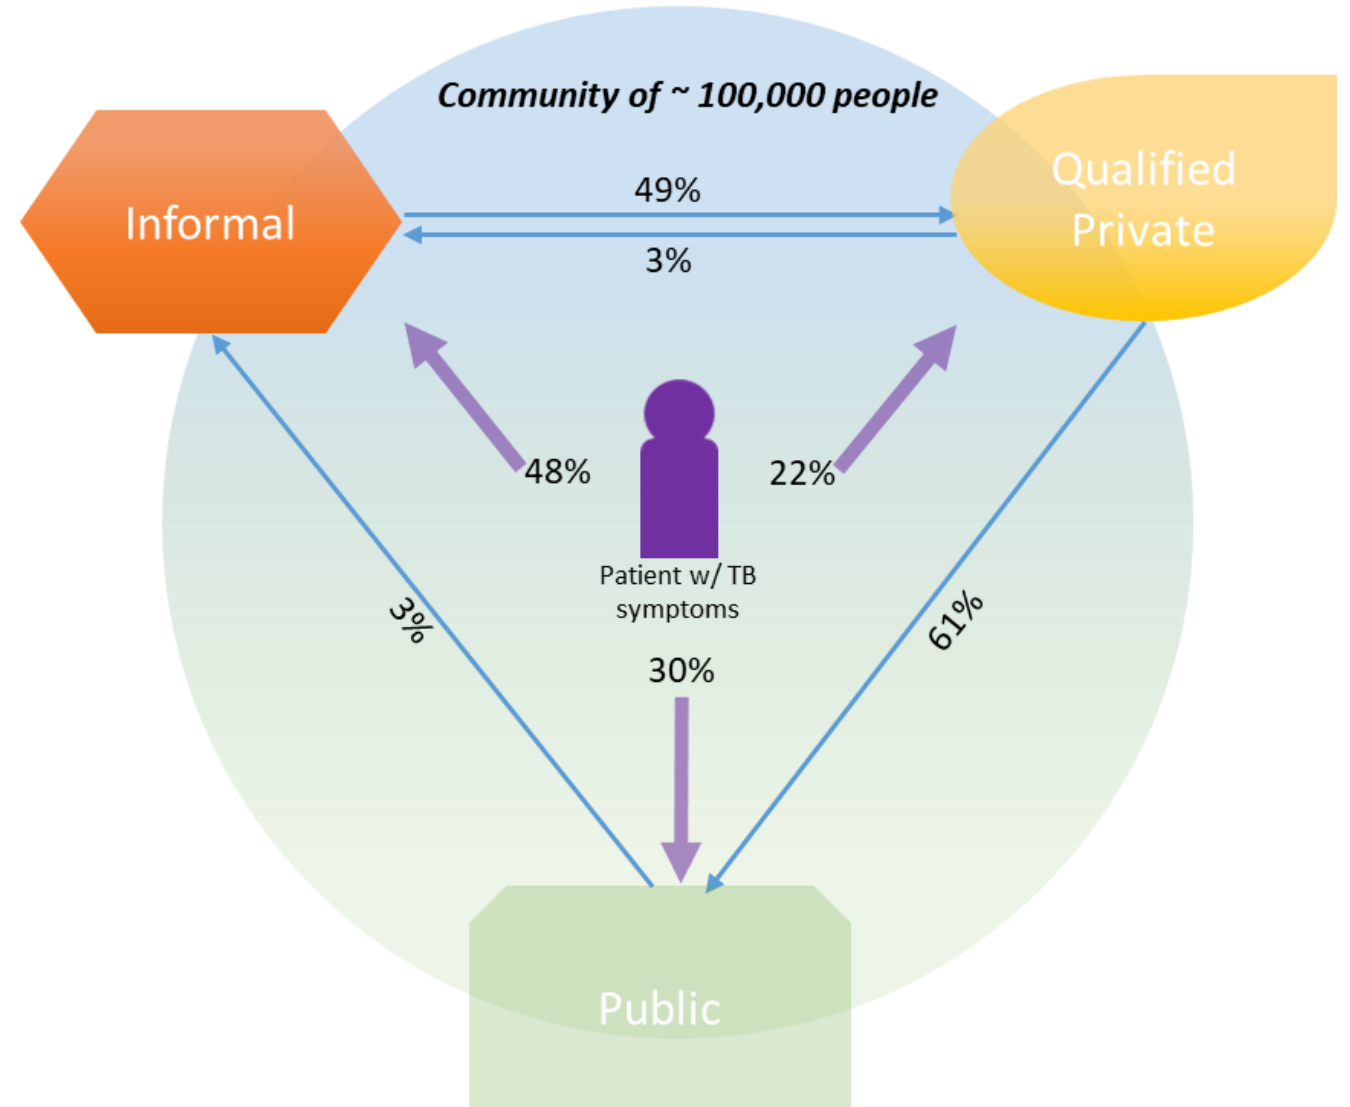 Community of ~ 100,000 people
Informal
Qualified
Private
49%
3%
48%
22%
Patient w/ TB
symptoms
3%
61%
30%
Public